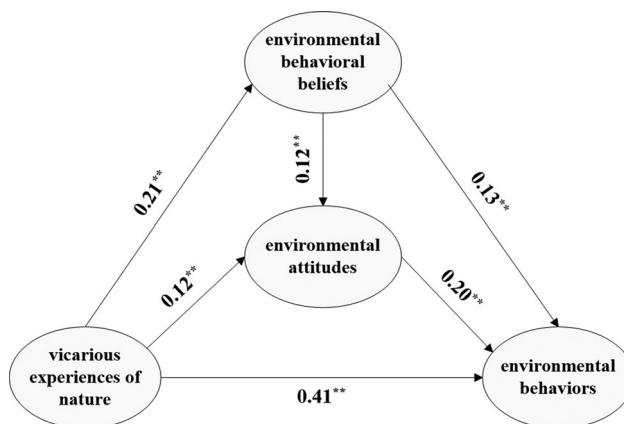 environmental
behavioral
beliefs
0.21**
0.12**
0.13**
environmental
attitudes
0.12**
0.20**
vicarious
experiences of
nature
0.41**
environmental
behaviors